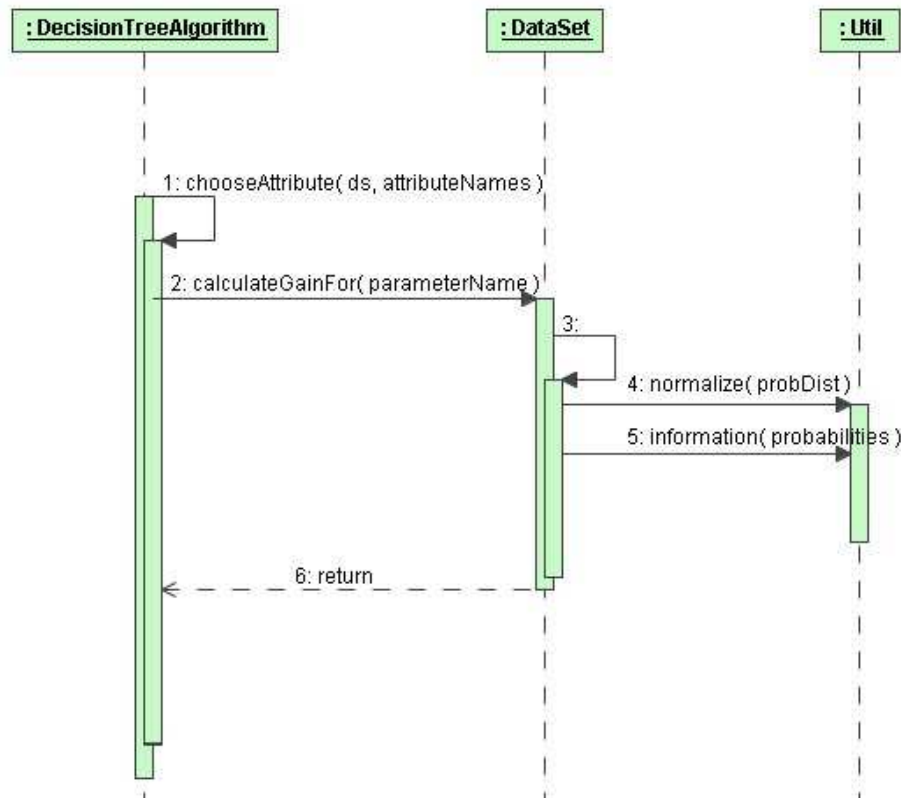 : DecisionTreeAlgorithm
: DataSet
: Util
1: chooseAttribute( ds, attributeNames )
2: calculateGainFor( parameterName )
3:
4: normalize( probDist )
5: information( probabilities )
6: return